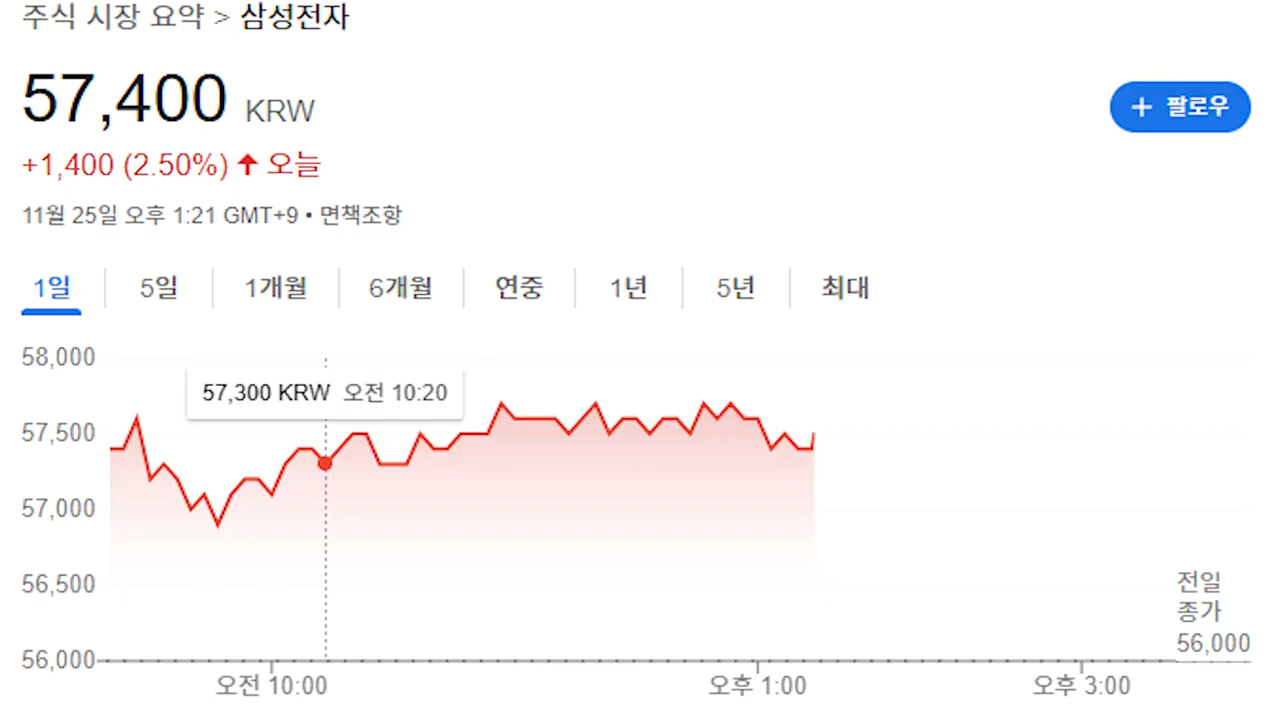 주식 시장 요약 > 삼성전자
57,400 KRW
+ 팔로우
+1,400 (2.50%) ↑ 오늘
11월 25일 오후 1:21 GMT+9 • 면책조항
1일 5일 1개월 6개월 연중 1년 5년 최대
58,000
57,300 KRW 오전 10:20
57,500
57,000
56,500
전일
종가
56,000
56,000
오전 10:00 오후 1:00 오후 3:00